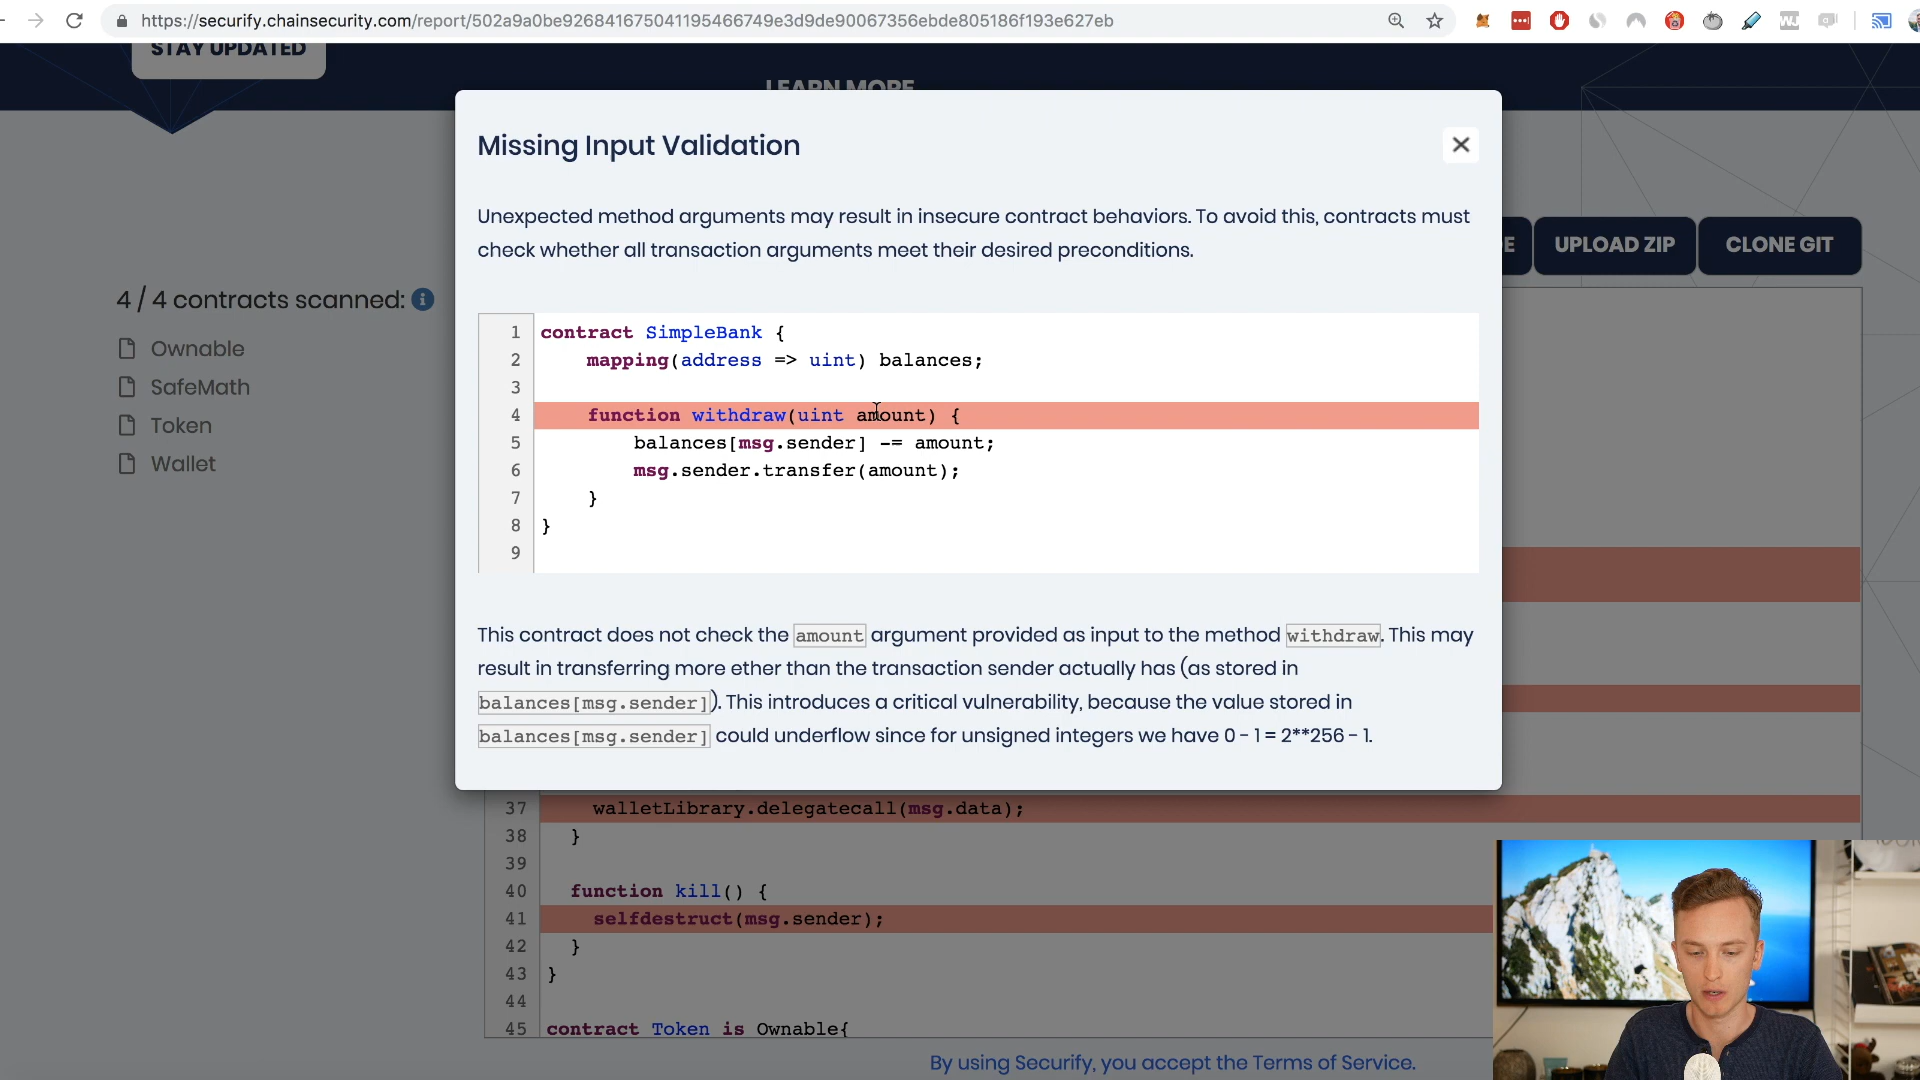 https://securify.chainsecurity.com/report/502a9a0be926841675041195466749e3d9de90067356ebde805186f193e627eb
STAY UPDATED
LEARN MORE
Missing Input Validation
Unexpected method arguments may result in insecure contract behaviors. To avoid this, contracts must
check whether all transaction arguments meet their desired preconditions.
UPLOAD ZIP
CLONE GIT
4 / 4 contracts scanned:
Ownable
SafeMath
Token
Wallet
1 contract SimpleBank {
2 mapping(address => uint) balances;
3
4 function withdraw(uint amount) {
5 balances[msg.sender] -= amount;
6 msg.sender.transfer(amount);
7 }
8 }
9
This contract does not check the amount argument provided as input to the method withdraw. This may
result in transferring more ether than the transaction sender actually has (as stored in
balances[msg.sender]). This introduces a critical vulnerability, because the value stored in
balances[msg.sender] could underflow since for unsigned integers we have 0 - 1 = 2**256 - 1.
37 walletLibrary.delegatecall(msg.data);
38 }
39
40 function kill() {
41 selfdestruct(msg.sender);
42 }
43 }
44
45 contract Token is Ownable{
By using Securify, you accept the Terms of Service.